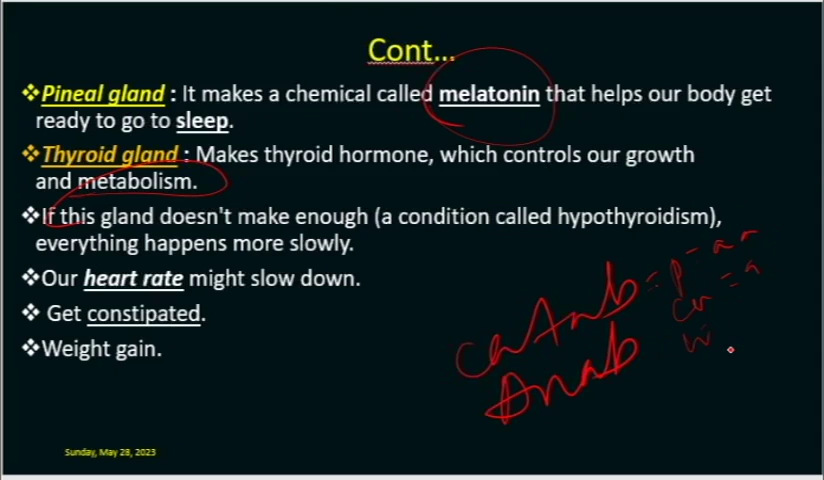 Cont...
❖Pineal gland : It makes a chemical called melatonin that helps our body get
ready to go to sleep.
❖Thyroid gland : Makes thyroid hormone, which controls our growth
and metabolism.
❖If this gland doesn't make enough (a condition called hypothyroidism),
everything happens more slowly.
❖Our heart rate might slow down.
❖ Get constipated.
❖Weight gain.
Catab
Anab
Sunday, May 28, 2023